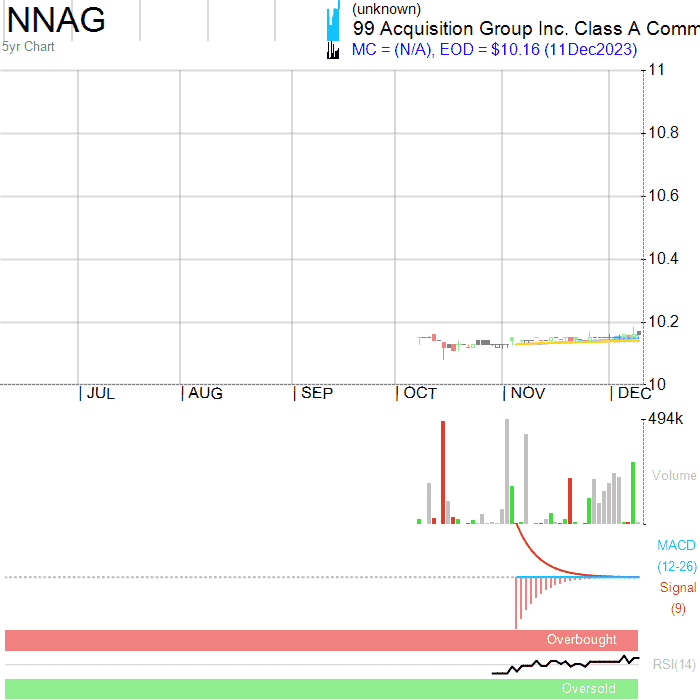 NNAG
5yr Chart
(unknown)
99 Acquisition Group Inc. Class A Comm
MC = (N/A), EOD = $10.16 (11Dec2023)
11
10.8
10.6
10.4
10.2
10
| JUL | AUG | SEP | OCT | NOV | DEC
494k
Volume
MACD
(12-26)
Signal
(9)
Overbought
RSI(14)
Oversold